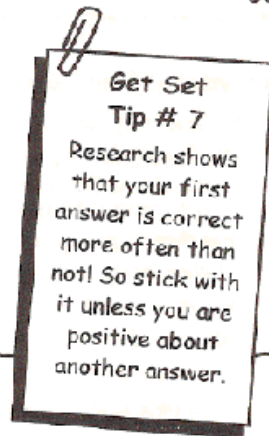 Get Set
Tip # 7
Research shows
that your first
answer is correct
more often than
not! So stick with
it unless you are
positive about
another answer.